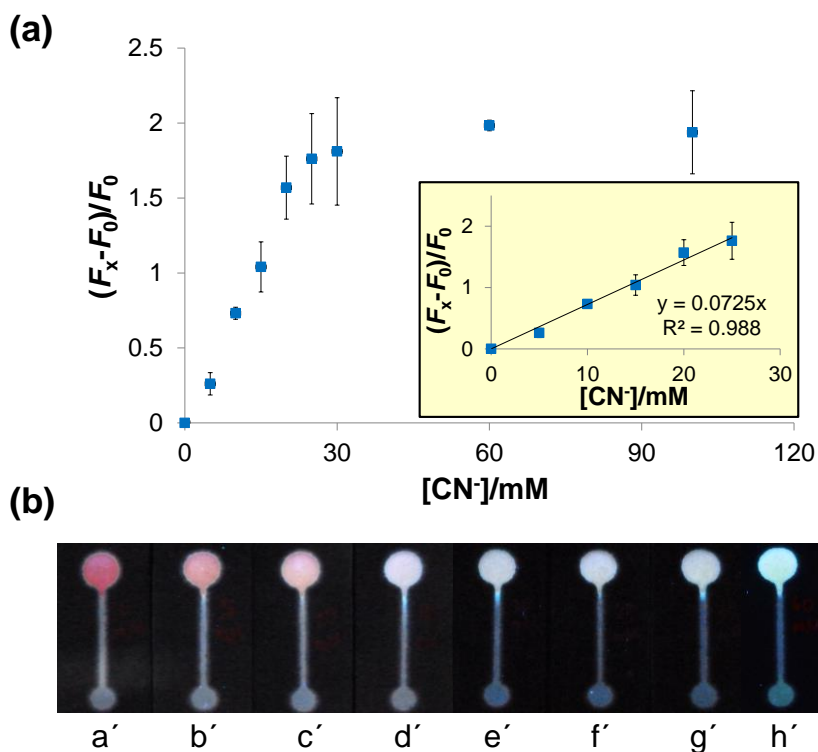 (a)
2.5
2
1.5
1
0.5
0
(Fx-F0)/F0
0 30 60 90 120
[CN-]/mM
2
1
0
(Fx-F0)/F0
y = 0.0725x
R² = 0.988
0 10 20 30
[CN-]/mM
(b)
a´ b´ c´ d´ e´ f´ g´ h´